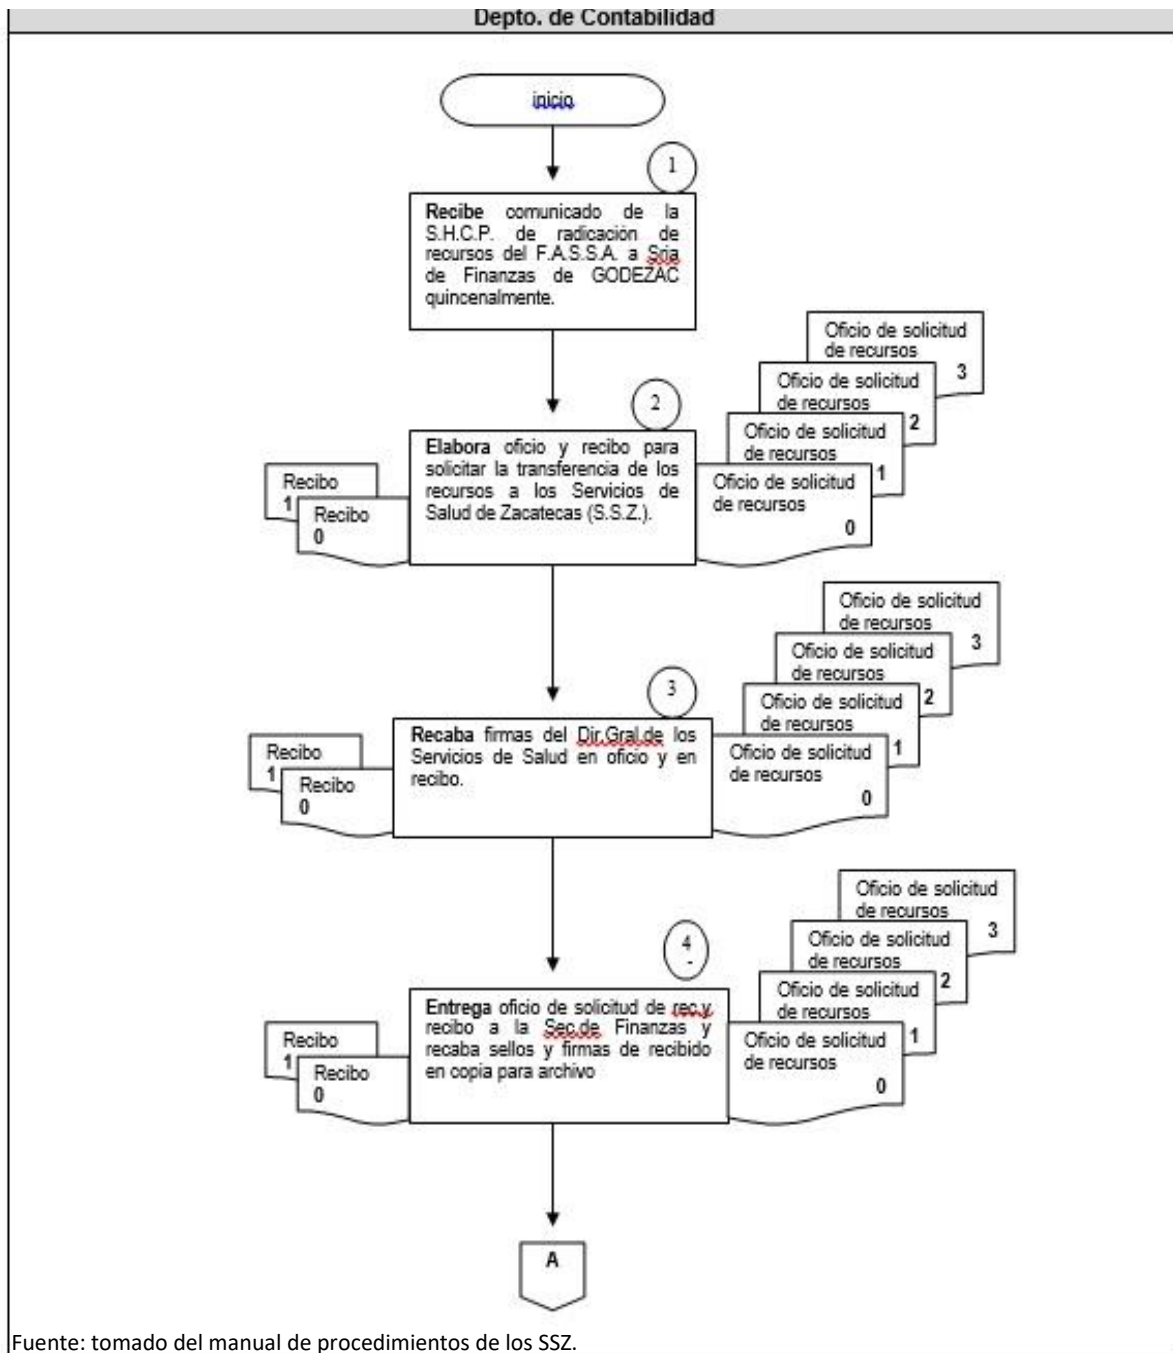 Depto. de Contabilidad
inicio
1
Recibe comunicado de la
S.H.C.P. de radicación de
recursos del F.A.S.S.A. a Sria
de Finanzas de GODEZAC
quincenalmente.
Oficio de solicitud
de recursos
3
Oficio de solicitud
de recursos
2
Oficio de solicitud
de recursos
1
Oficio de solicitud
de recursos
0
2
Elabora oficio y recibo para
solicitar la transferencia de los
recursos a los Servicios de
Salud de Zacatecas (S.S.Z.).
Recibo
1
Recibo
0
Oficio de solicitud
de recursos
3
Oficio de solicitud
de recursos
2
Oficio de solicitud
de recursos
1
Oficio de solicitud
de recursos
0
3
Recaba firmas del Dir.Gral.de los
Servicios de Salud en oficio y en
recibo.
Recibo
1
Recibo
0
Oficio de solicitud
de recursos
3
Oficio de solicitud
de recursos
2
Oficio de solicitud
de recursos
1
Oficio de solicitud
de recursos
0
4
-
Entrega oficio de solicitud de rec.y
recibo a la Sec.de Finanzas y
recaba sellos y firmas de recibido
en copia para archivo
Recibo
1
Recibo
0
A
Fuente: tomado del manual de procedimientos de los SSZ.